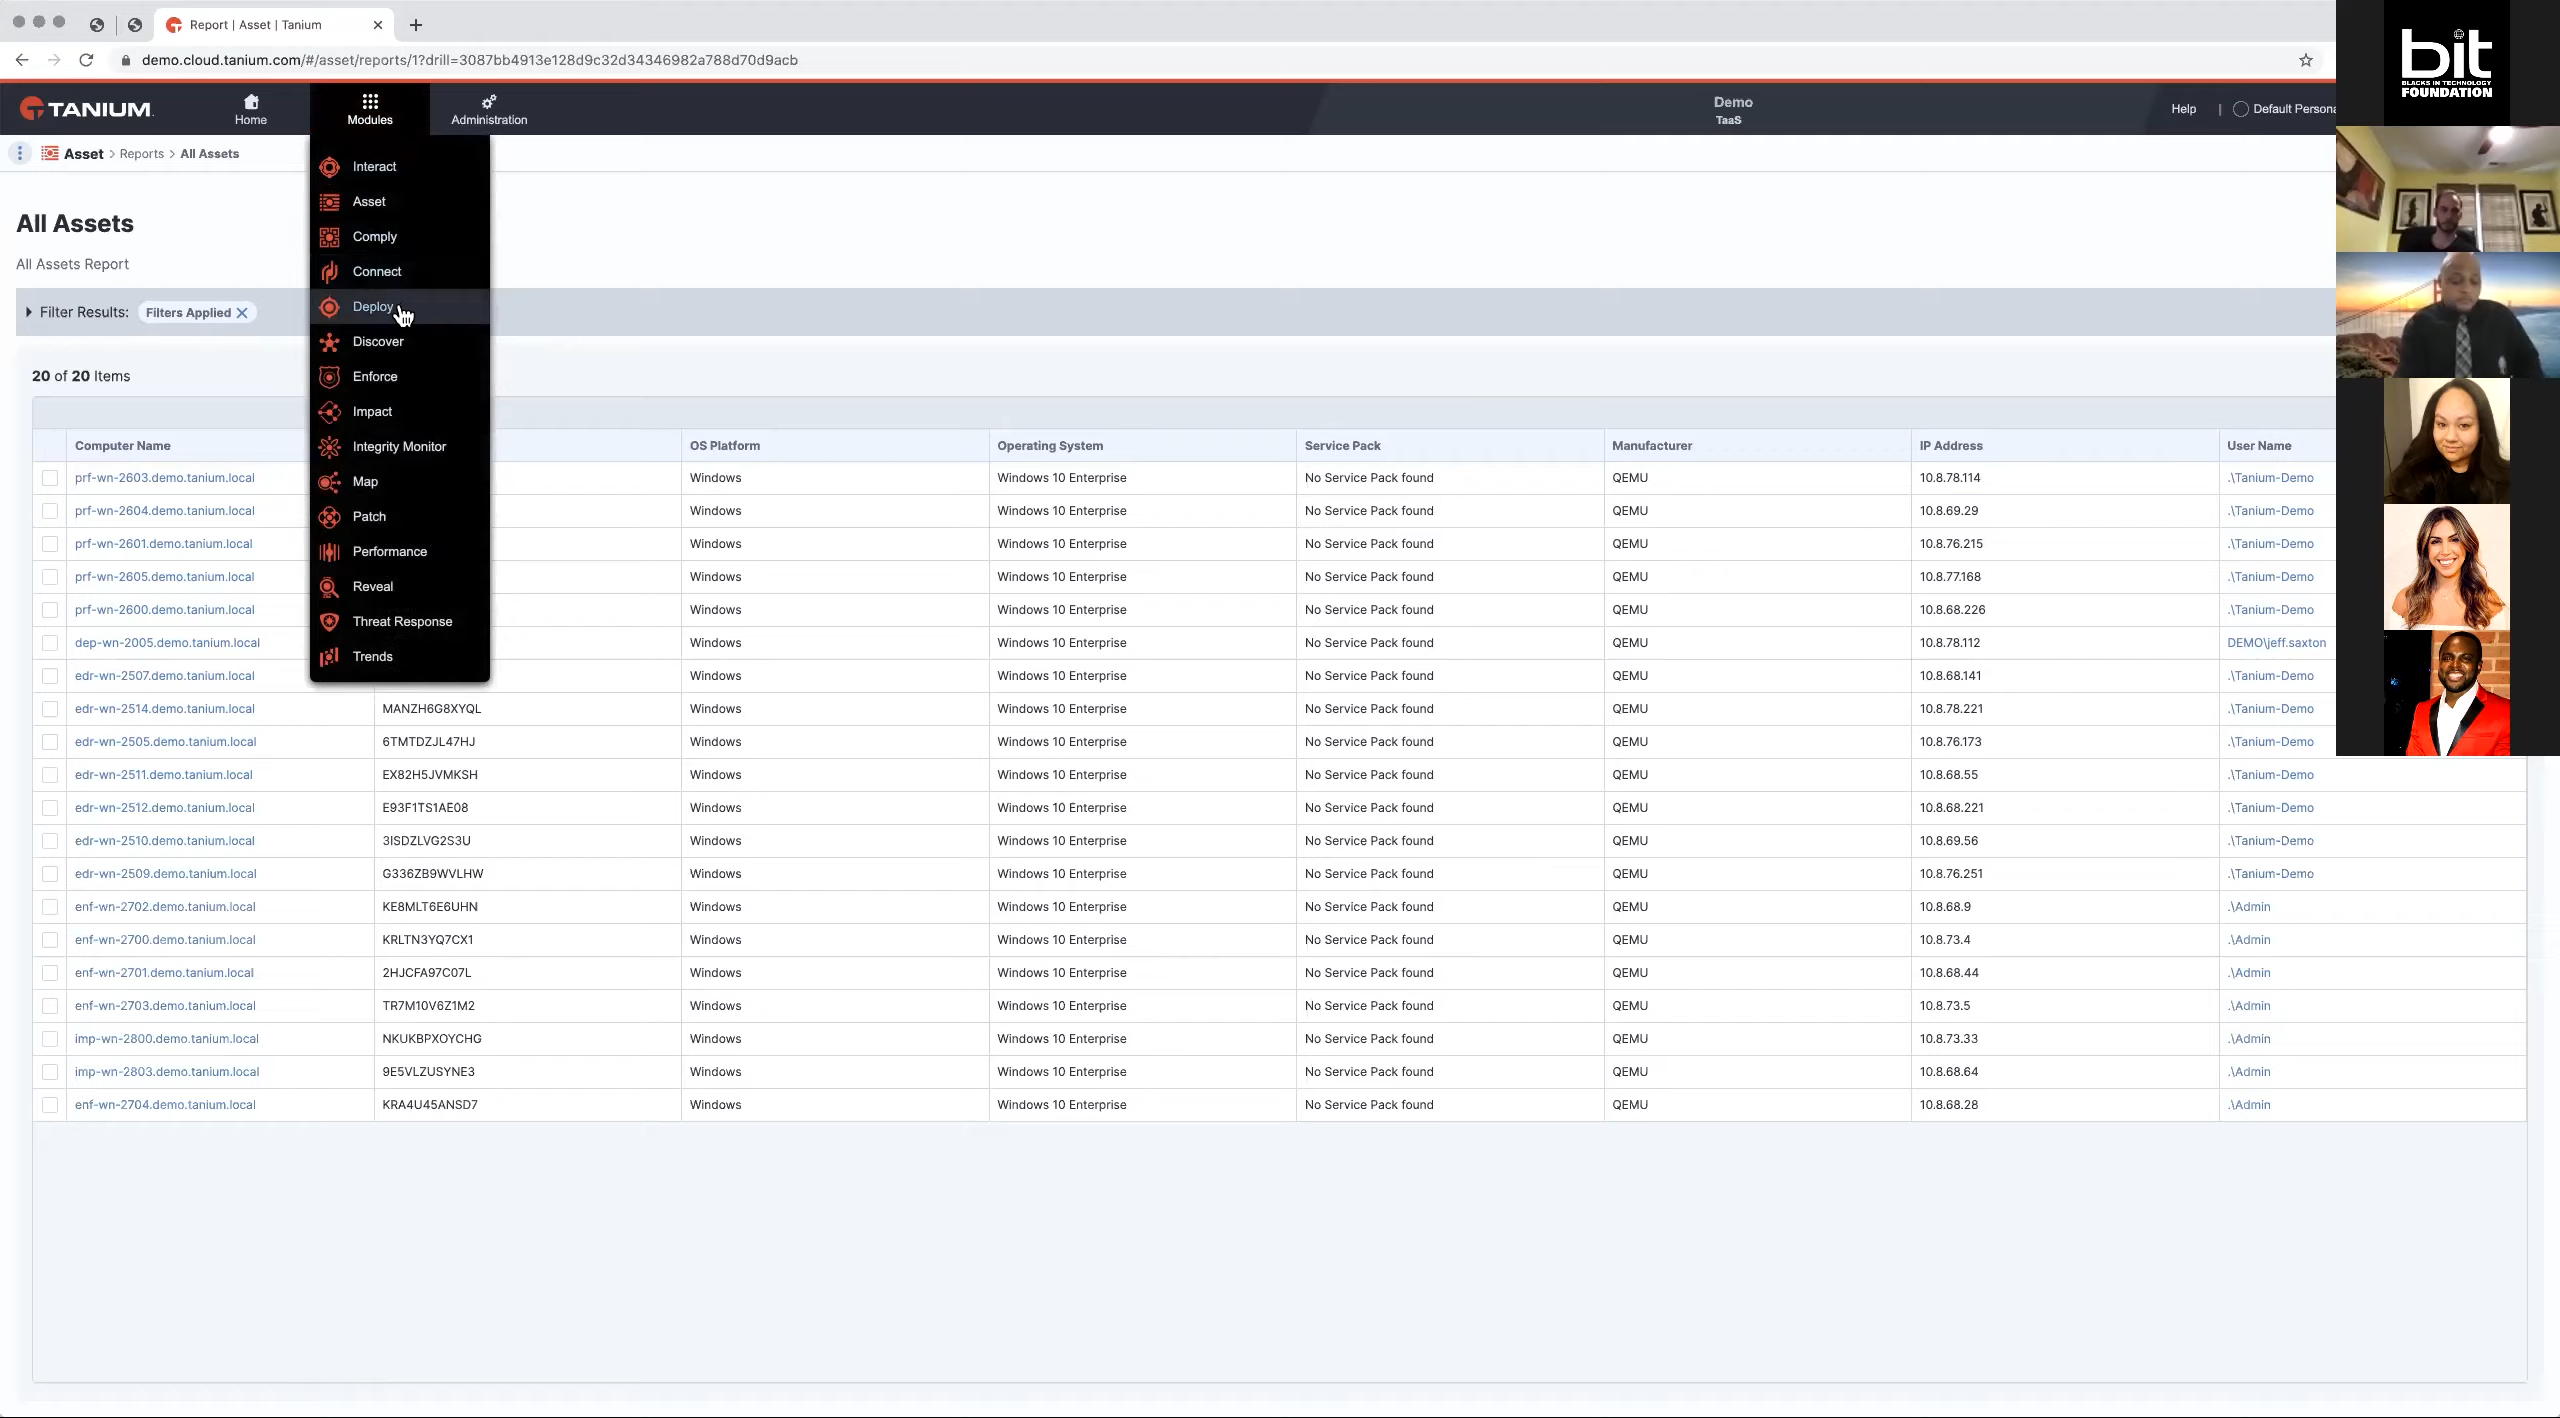 Report | Asset | Tanium
demo.cloud.tanium.com/#/asset/reports/1?drill=3087bb4913e128d9c32d34346982a788d70d9acb
TANIUM
Home
Modules
Administration
Demo
TaaS
Help | Default Persona
Asset > Reports > All Assets
Interact
Asset
Comply
Connect
Deploy
Discover
Enforce
Impact
Integrity Monitor
Map
Patch
Performance
Reveal
Threat Response
Trends
All Assets
All Assets Report
Filter Results: Filters Applied
20 of 20 Items
Computer Name OS Platform Operating System Service Pack Manufacturer IP Address User Name
prf-wn-2603.demo.tanium.local Windows Windows 10 Enterprise No Service Pack found QEMU 10.8.78.114 .\Tanium-Demo
prf-wn-2604.demo.tanium.local Windows Windows 10 Enterprise No Service Pack found QEMU 10.8.69.29 .\Tanium-Demo
prf-wn-2601.demo.tanium.local Windows Windows 10 Enterprise No Service Pack found QEMU 10.8.76.215 .\Tanium-Demo
prf-wn-2605.demo.tanium.local Windows Windows 10 Enterprise No Service Pack found QEMU 10.8.77.168 .\Tanium-Demo
prf-wn-2600.demo.tanium.local Windows Windows 10 Enterprise No Service Pack found QEMU 10.8.68.226 .\Tanium-Demo
dep-wn-2005.demo.tanium.local Windows Windows 10 Enterprise No Service Pack found QEMU 10.8.78.112 DEMO\jeff.saxton
edr-wn-2507.demo.tanium.local Windows Windows 10 Enterprise No Service Pack found QEMU 10.8.68.141 .\Tanium-Demo
edr-wn-2514.demo.tanium.local MANZH6G8XYQL Windows Windows 10 Enterprise No Service Pack found QEMU 10.8.78.221 .\Tanium-Demo
edr-wn-2505.demo.tanium.local 6TMTDZJL47HJ Windows Windows 10 Enterprise No Service Pack found QEMU 10.8.76.173 .\Tanium-Demo
edr-wn-2511.demo.tanium.local EX82H5JVMKSH Windows Windows 10 Enterprise No Service Pack found QEMU 10.8.68.55 .\Tanium-Demo
edr-wn-2512.demo.tanium.local E93F1TS1AE08 Windows Windows 10 Enterprise No Service Pack found QEMU 10.8.68.221 .\Tanium-Demo
edr-wn-2510.demo.tanium.local 3ISDZLVG2S3U Windows Windows 10 Enterprise No Service Pack found QEMU 10.8.69.56 .\Tanium-Demo
edr-wn-2509.demo.tanium.local G336ZB9WVLHW Windows Windows 10 Enterprise No Service Pack found QEMU 10.8.76.251 .\Tanium-Demo
enf-wn-2702.demo.tanium.local KE8MLT6E6UHN Windows Windows 10 Enterprise No Service Pack found QEMU 10.8.68.9 .\Admin
enf-wn-2700.demo.tanium.local KRLTN3YQ7CX1 Windows Windows 10 Enterprise No Service Pack found QEMU 10.8.73.4 .\Admin
enf-wn-2701.demo.tanium.local 2HJCFA97C07L Windows Windows 10 Enterprise No Service Pack found QEMU 10.8.68.44 .\Admin
enf-wn-2703.demo.tanium.local TR7M10V6Z1M2 Windows Windows 10 Enterprise No Service Pack found QEMU 10.8.73.5 .\Admin
imp-wn-2800.demo.tanium.local NKUKBPXOYCHG Windows Windows 10 Enterprise No Service Pack found QEMU 10.8.73.33 .\Admin
imp-wn-2803.demo.tanium.local 9E5VLZUSYNE3 Windows Windows 10 Enterprise No Service Pack found QEMU 10.8.68.64 .\Admin
enf-wn-2704.demo.tanium.local KRA4U45ANSD7 Windows Windows 10 Enterprise No Service Pack found QEMU 10.8.68.28 .\Admin
bit
BLACKS IN TECHNOLOGY
FOUNDATION